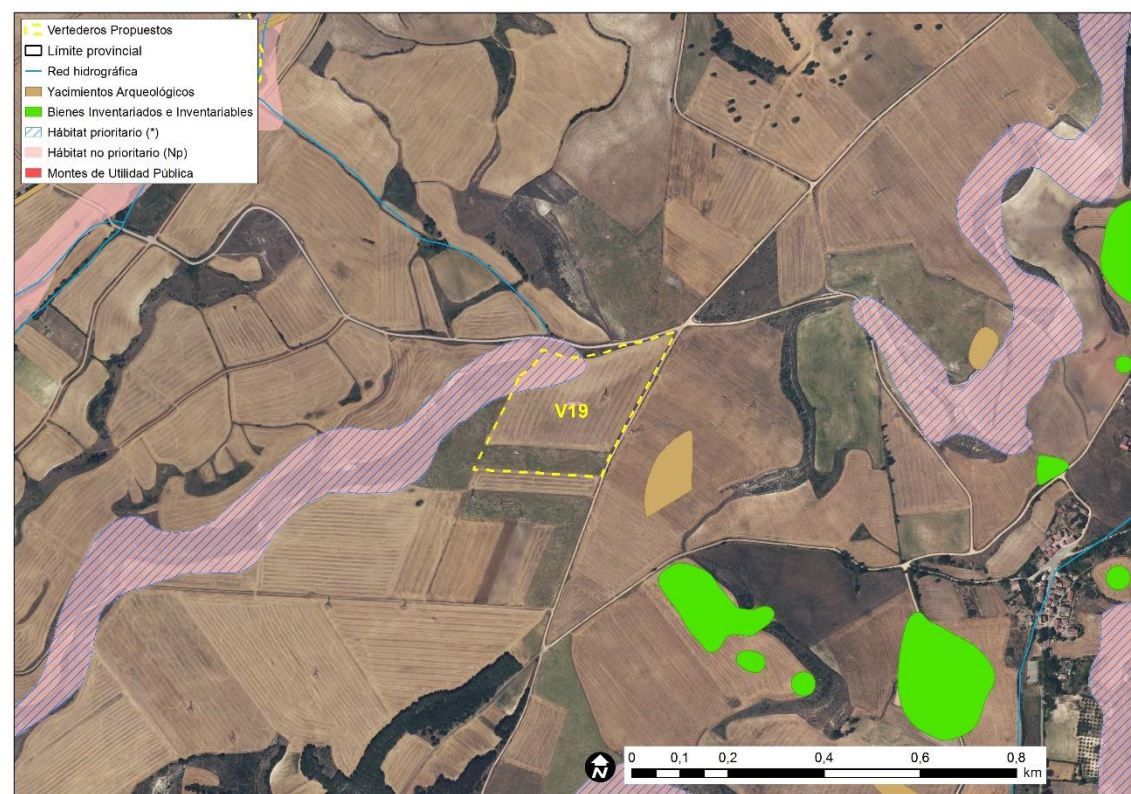 Vertederos Propuestos
Límite provincial
Red hidrográfica
Yacimientos Arqueológicos
Bienes Inventariados e Inventariables
Hábitat prioritario (*)
Hábitat no prioritario (Np)
Montes de Utilidad Pública
V19
N
0 0,1 0,2 0,4 0,6 0,8
km